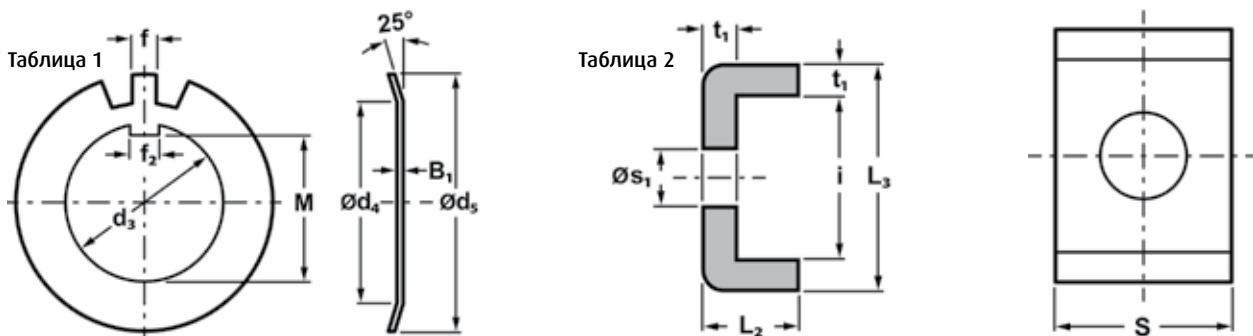 Таблица 1
f
25°
f₂
d₃
M
B₁
Ød₄
Ød₅
Таблица 2
t₁
t₁
Øs₁
i
L₃
L₂
S